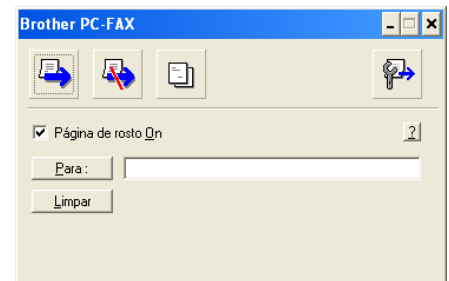 Brother PC-FAX
Página de rosto On
?
Para :
Limpar